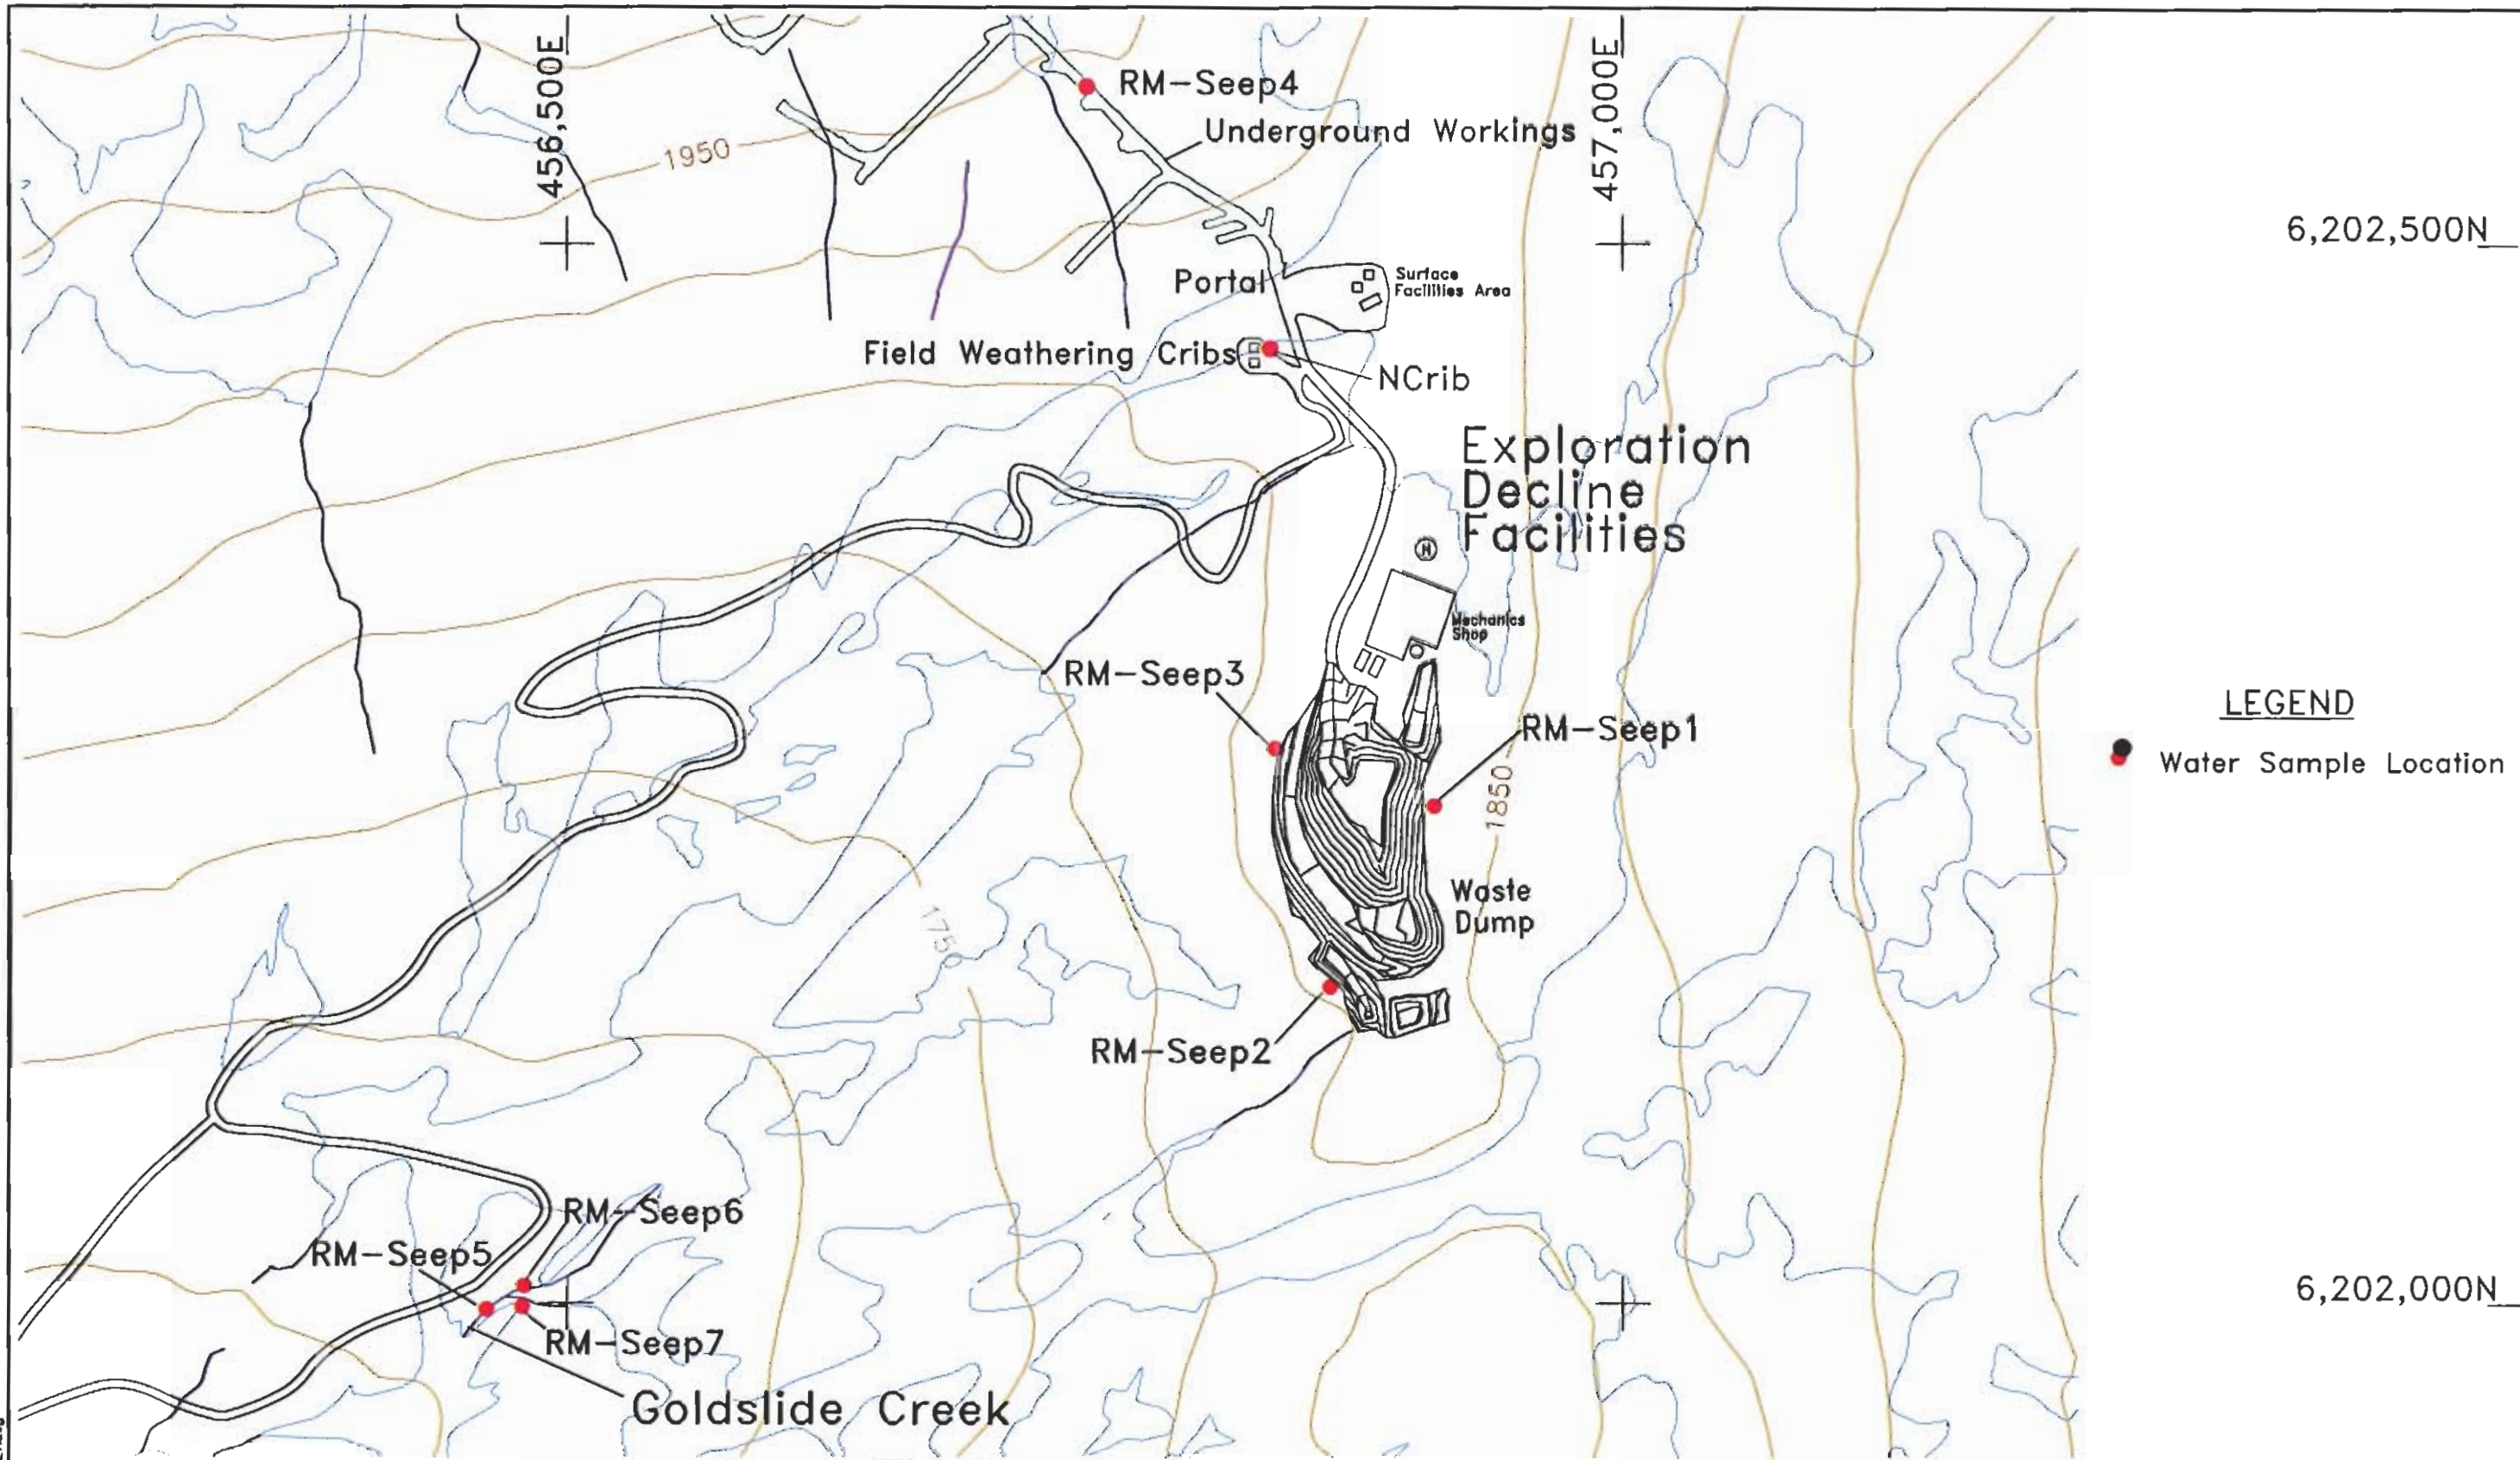 456,500E
457,000E
RM-Seep4
Underground Workings
1950
6,202,500N
Portal
Surface
Facilities Area
Field Weathering Cribs
NCrib
Exploration
Decline
Facilities
H
Mechanics
Shop
RM-Seep3
LEGEND
RM-Seep1
Water Sample Location
1850
Waste
Dump
1750
RM-Seep2
RM-Seep6
RM-Seep5
6,202,000N
RM-Seep7
Goldslide Creek